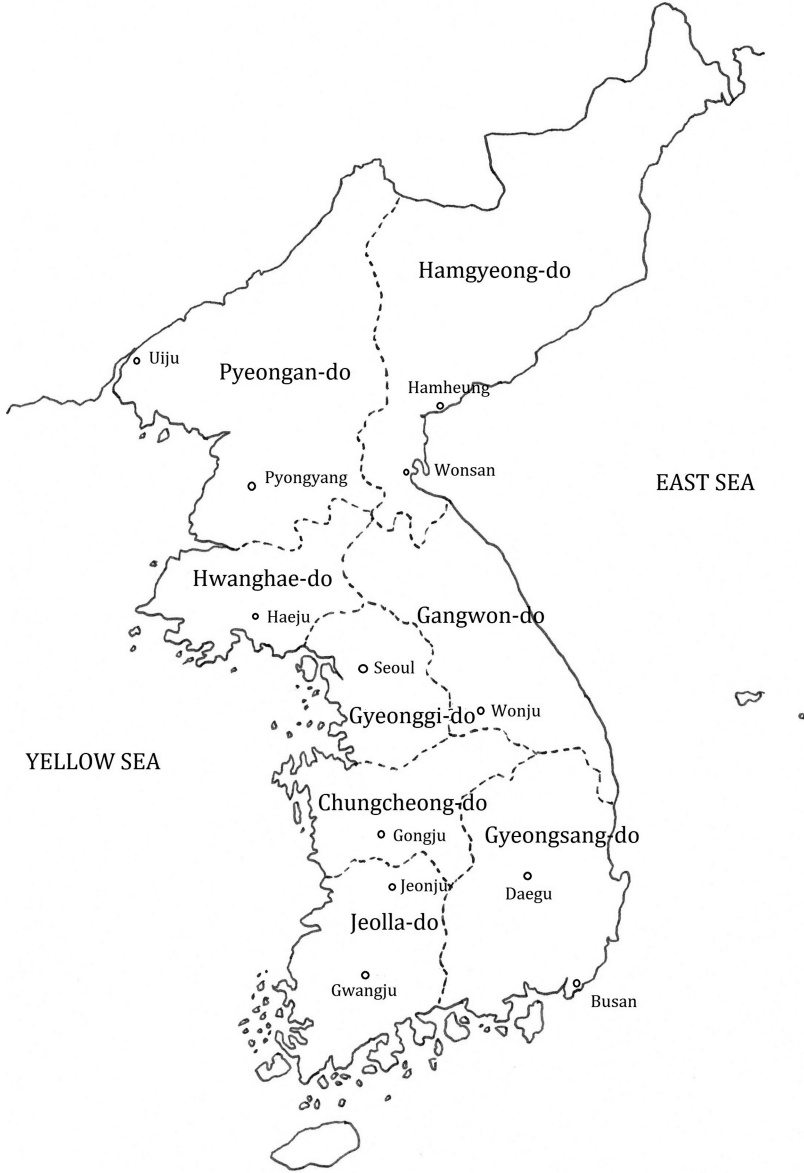 Hamgyeong-do
Uiju
Pyeongan-do
Hamheung
Wonsan
Pyongyang
EAST SEA
Hwanghae-do
Haeju
Gangwon-do
Seoul
Wonju
Gyeonggi-do
YELLOW SEA
Chungcheong-do
Gongju
Gyeongsang-do
Jeonju
Daegu
Jeolla-do
Gwangju
Busan